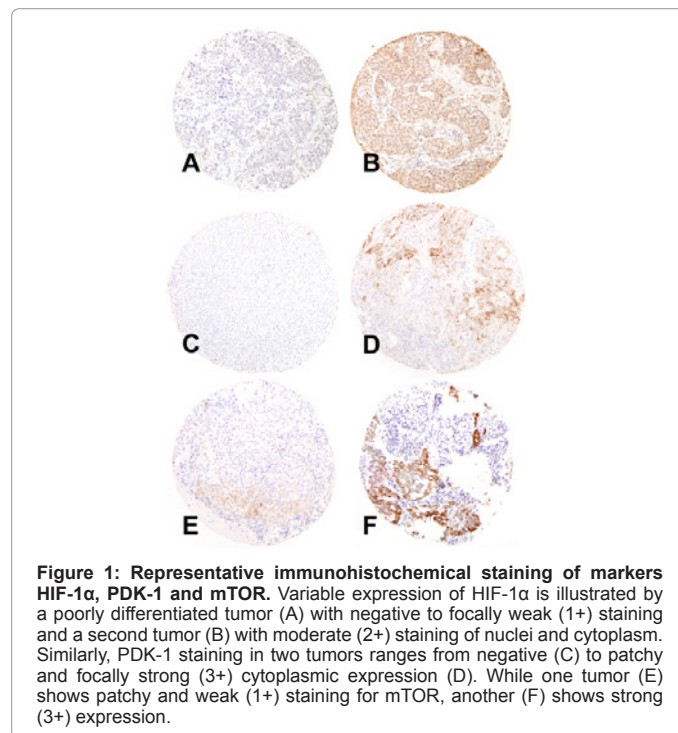 A
B
C
D
E
F
Figure 1: Representative immunohistochemical staining of markers
HIF-1α, PDK-1 and mTOR. Variable expression of HIF-1α is illustrated by
a poorly differentiated tumor (A) with negative to focally weak (1+) staining
and a second tumor (B) with moderate (2+) staining of nuclei and cytoplasm.
Similarly, PDK-1 staining in two tumors ranges from negative (C) to patchy
and focally strong (3+) cytoplasmic expression (D). While one tumor (E)
shows patchy and weak (1+) staining for mTOR, another (F) shows strong
(3+) expression.